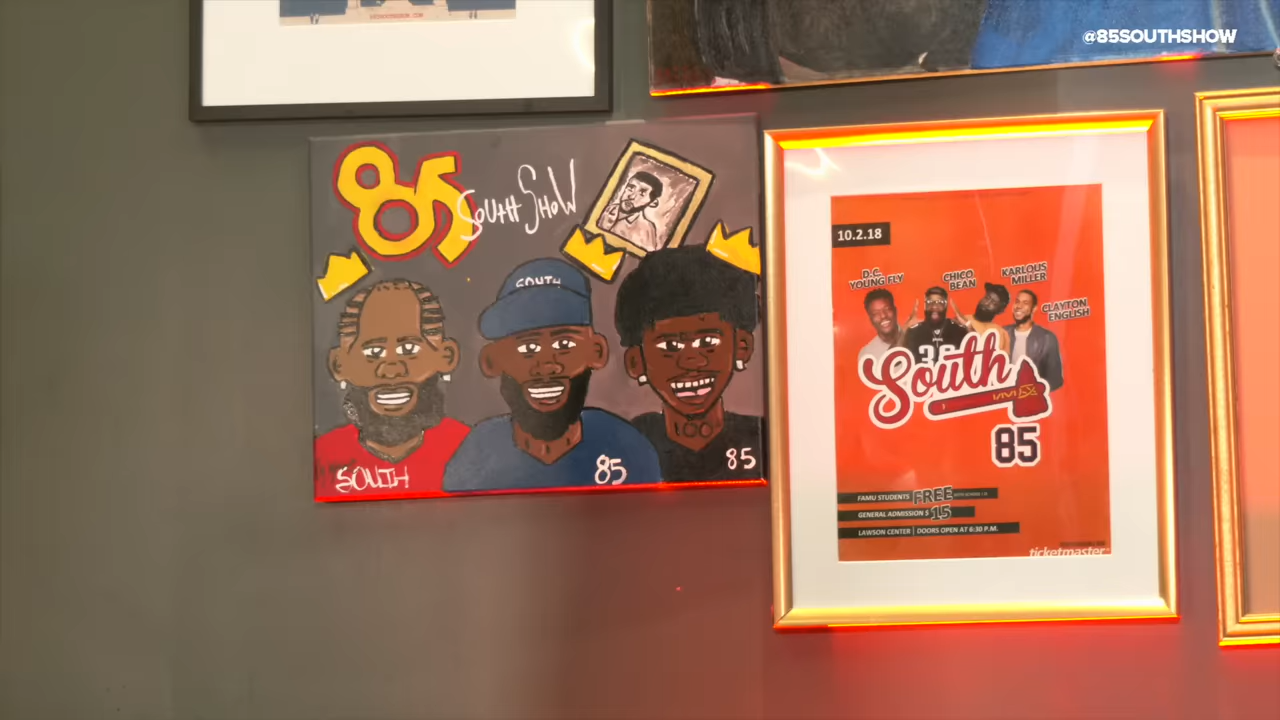 @85SOUTHSHOW
85
SOUTH SHOW
SOUTH
SOUTH
85
85
10.2.18
D.C.
YOUNG FLY
CHICO
BEAN
KARLOUS
MILLER
CLAYTON
ENGLISH
South
85
FAMU STUDENTS FREE
GENERAL ADMISSION $15
LAWSON CENTER | DOORS OPEN AT 6:30 P.M.
ticketmaster